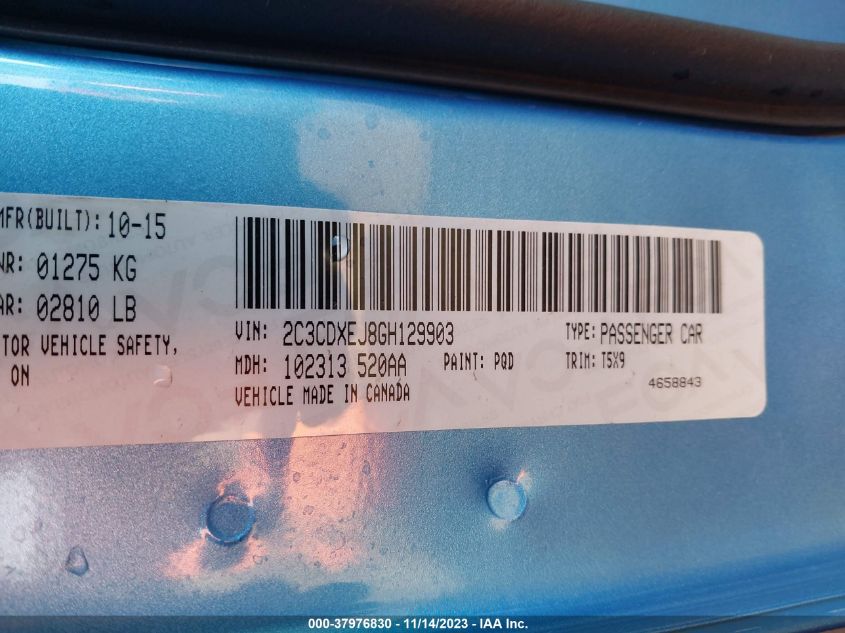 MFR(BUILT): 10-15
WR: 01275 KG
AR: 02810 LB
TOR VEHICLE SAFETY,
ON
VIN: 2C3CDXEJ8GH129903 TYPE: PASSENGER CAR
MDH: 102313 520AA PAINT: PQD TRIM: T5X9
VEHICLE MADE IN CANADA 4658843
000-37976830 - 11/14/2023 - IAA Inc.